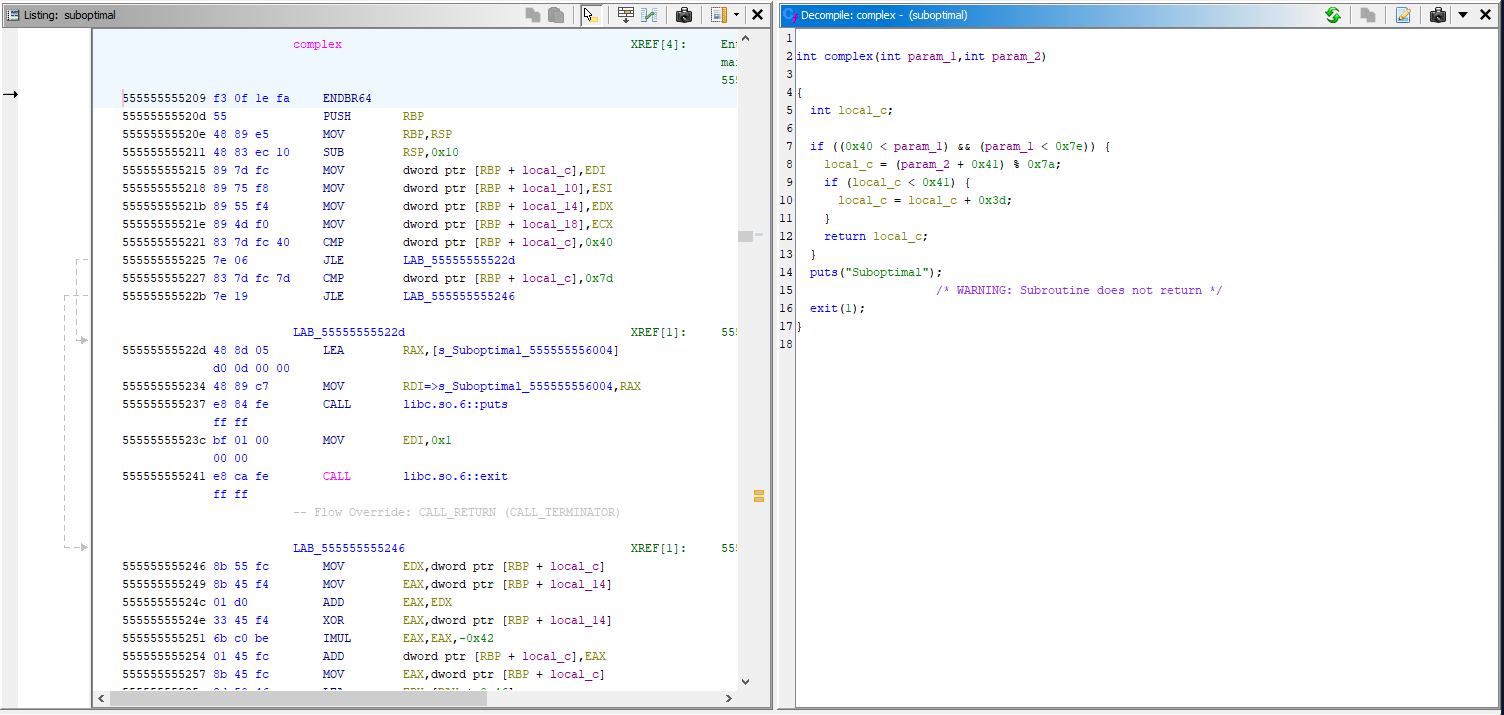 Listing: suboptimal
complex XREF[4]: En
ma
55
555555555209 f3 0f 1e fa ENDBR64
55555555520d 55 PUSH RBP
55555555520e 48 89 e5 MOV RBP,RSP
555555555211 48 83 ec 10 SUB RSP,0x10
555555555215 89 7d fc MOV dword ptr [RBP + local_c],EDI
555555555218 89 75 f8 MOV dword ptr [RBP + local_10],ESI
55555555521b 89 55 f4 MOV dword ptr [RBP + local_14],EDX
55555555521e 89 4d f0 MOV dword ptr [RBP + local_18],ECX
555555555221 83 7d fc 40 CMP dword ptr [RBP + local_c],0x40
555555555225 7e 06 JLE LAB_55555555522d
555555555227 83 7d fc 7d CMP dword ptr [RBP + local_c],0x7d
55555555522b 7e 19 JLE LAB_555555555246
LAB_55555555522d XREF[1]: 55
55555555522d 48 8d 05 LEA RAX,[s_Suboptimal_555555556004]
d0 0d 00 00
555555555234 48 89 c7 MOV RDI=>s_Suboptimal_555555556004,RAX
555555555237 e8 84 fe CALL libc.so.6::puts
ff ff
55555555523c bf 01 00 MOV EDI,0x1
00 00
555555555241 e8 ca fe CALL libc.so.6::exit
ff ff
-- Flow Override: CALL_RETURN (CALL_TERMINATOR)
LAB_555555555246 XREF[1]: 55
555555555246 8b 55 fc MOV EDX,dword ptr [RBP + local_c]
555555555249 8b 45 f4 MOV EAX,dword ptr [RBP + local_14]
55555555524c 01 d0 ADD EAX,EDX
55555555524e 33 45 f4 XOR EAX,dword ptr [RBP + local_14]
555555555251 6b c0 be IMUL EAX,EAX,-0x42
555555555254 01 45 fc ADD dword ptr [RBP + local_c],EAX
555555555257 8b 45 fc MOV EAX,dword ptr [RBP + local_c]
Decompile: complex - (suboptimal)
1
2 int complex(int param_1,int param_2)
3
4 {
5 int local_c;
6
7 if ((0x40 < param_1) && (param_1 < 0x7e)) {
8 local_c = (param_2 + 0x41) % 0x7a;
9 if (local_c < 0x41) {
10 local_c = local_c + 0x3d;
11 }
12 return local_c;
13 }
14 puts("Suboptimal");
15 /* WARNING: Subroutine does not return */
16 exit(1);
17 }
18